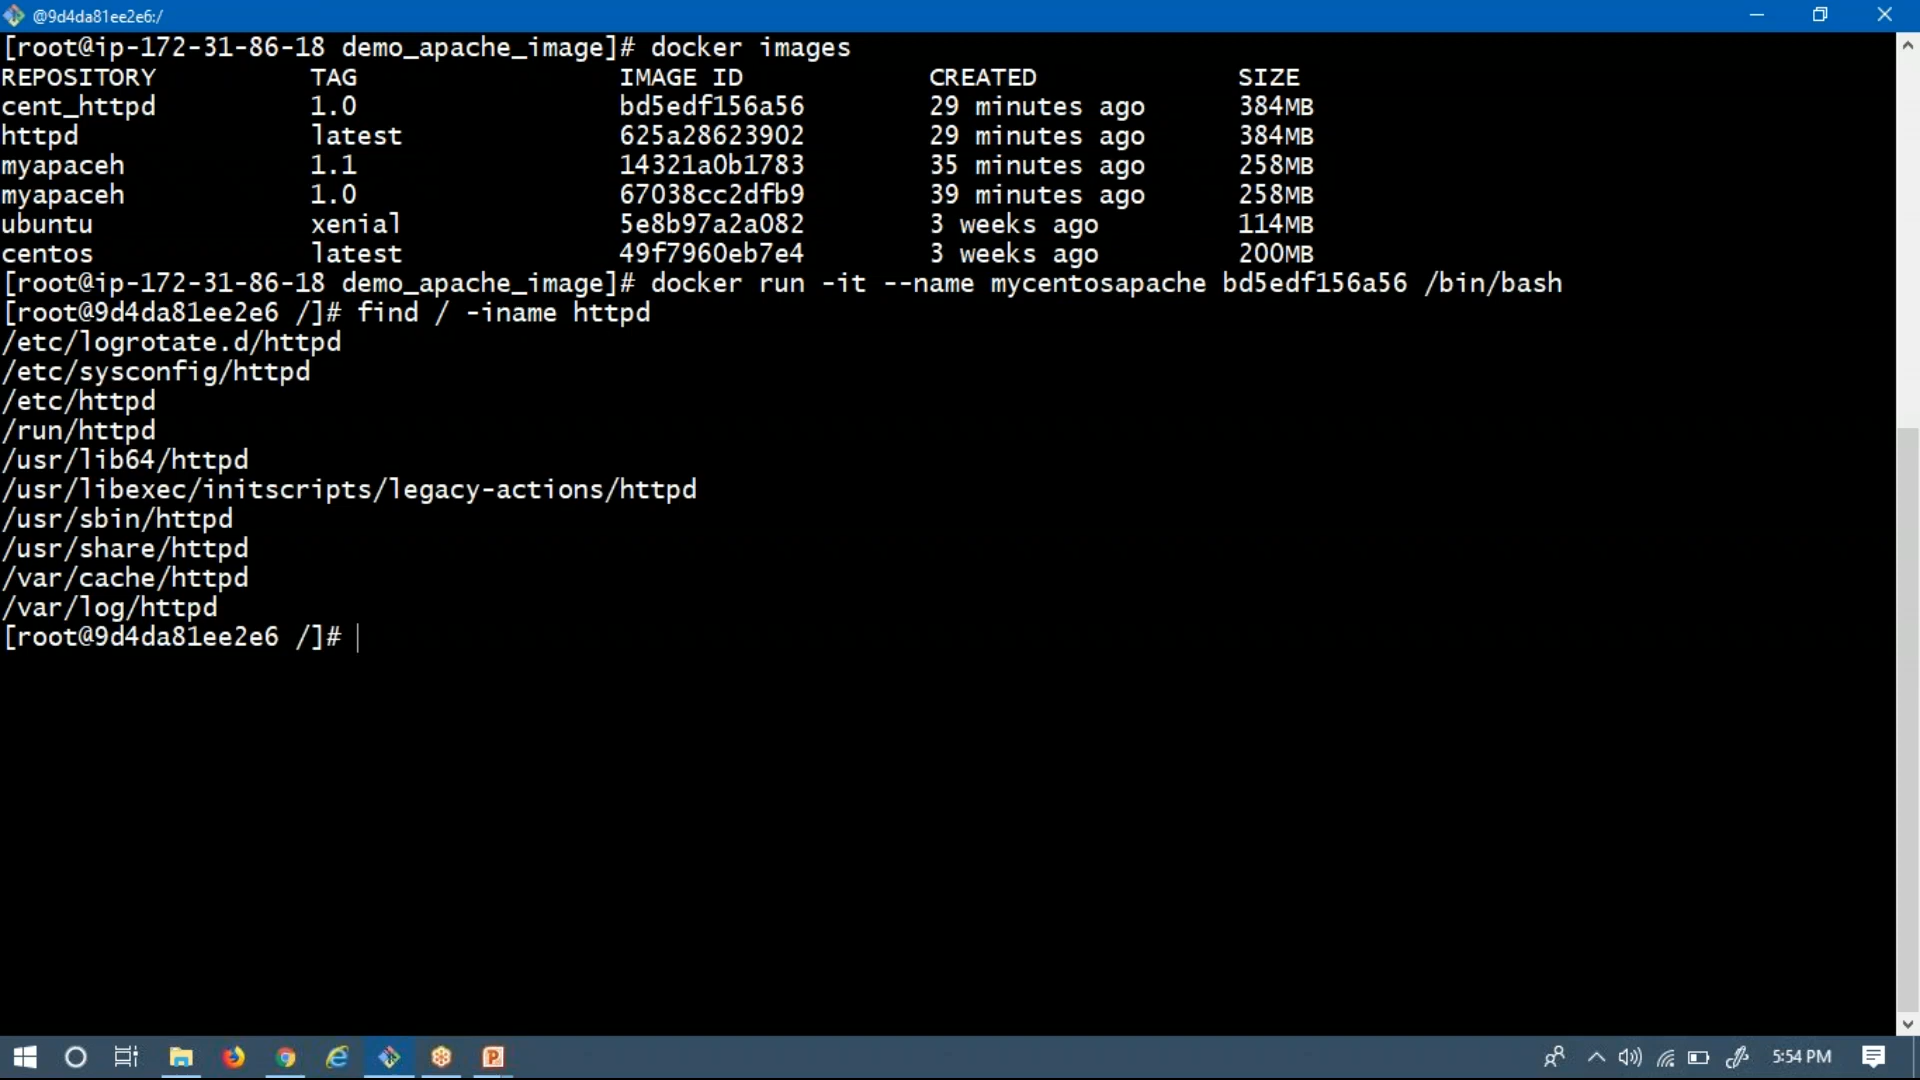 @9d4da81ee2e6:/
[root@ip-172-31-86-18 demo_apache_image]# docker images
REPOSITORY TAG IMAGE ID CREATED SIZE
cent_httpd 1.0 bd5edf156a56 29 minutes ago 384MB
httpd latest 625a28623902 29 minutes ago 384MB
myapaceh 1.1 14321a0b1783 35 minutes ago 258MB
myapaceh 1.0 67038cc2dfb9 39 minutes ago 258MB
ubuntu xenial 5e8b97a2a082 3 weeks ago 114MB
centos latest 49f7960eb7e4 3 weeks ago 200MB
[root@ip-172-31-86-18 demo_apache_image]# docker run -it --name mycentosapache bd5edf156a56 /bin/bash
[root@9d4da81ee2e6 /]# find / -iname httpd
/etc/logrotate.d/httpd
/etc/sysconfig/httpd
/etc/httpd
/run/httpd
/usr/lib64/httpd
/usr/libexec/initscripts/legacy-actions/httpd
/usr/sbin/httpd
/usr/share/httpd
/var/cache/httpd
/var/log/httpd
[root@9d4da81ee2e6 /]#
5:54 PM